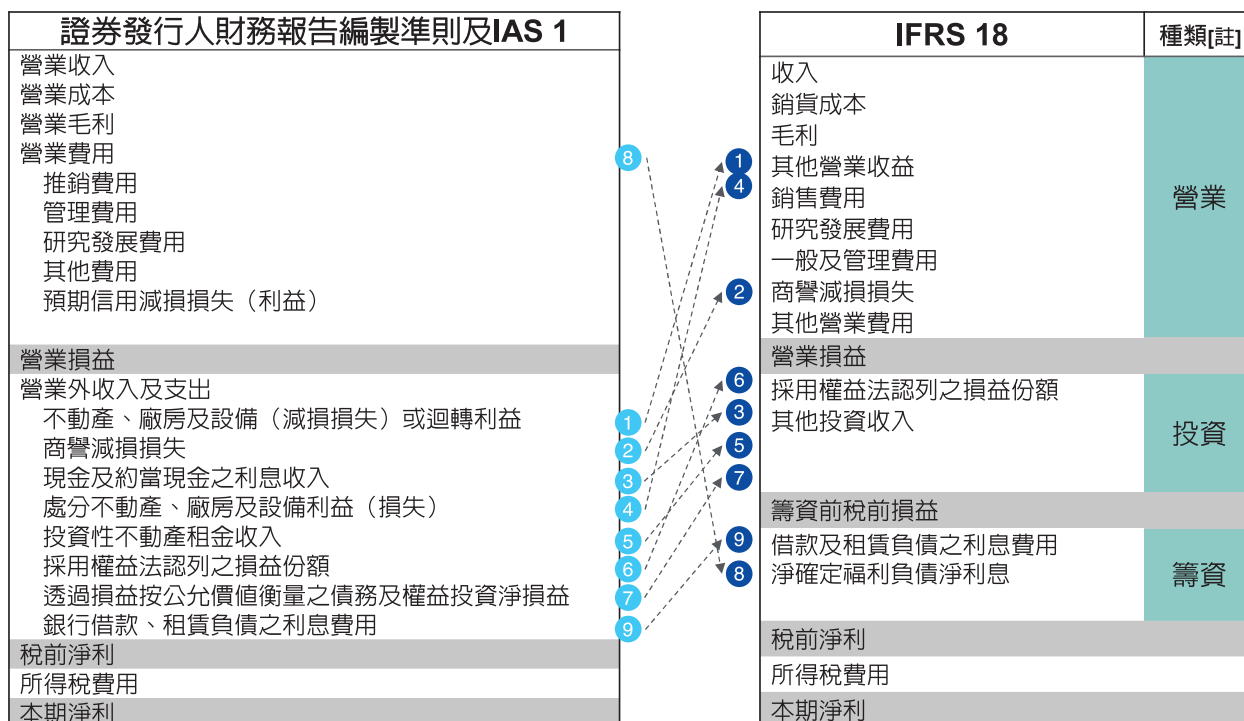 證券發行人財務報告編製準則及IAS 1
營業收入
營業成本
營業毛利
營業費用
推銷費用
管理費用
研究發展費用
其他費用
預期信用減損損失（利益）
營業損益
營業外收入及支出
不動產、廠房及設備（減損損失）或迴轉利益
商譽減損損失
現金及約當現金之利息收入
處分不動產、廠房及設備利益（損失）
投資性不動產租金收入
採用權益法認列之損益份額
透過損益按公允價值衡量之債務及權益投資淨損益
銀行借款、租賃負債之利息費用
稅前淨利
所得稅費用
本期淨利
8
1
2
3
4
5
6
7
9
1
4
2
6
3
5
7
9
8
IFRS 18
種類[註]
收入
銷貨成本
毛利
其他營業收益
銷售費用
研究發展費用
一般及管理費用
商譽減損損失
其他營業費用
營業
營業損益
採用權益法認列之損益份額
其他投資收入
投資
籌資前稅前損益
借款及租賃負債之利息費用
淨確定福利負債淨利息
籌資
稅前淨利
所得稅費用
本期淨利